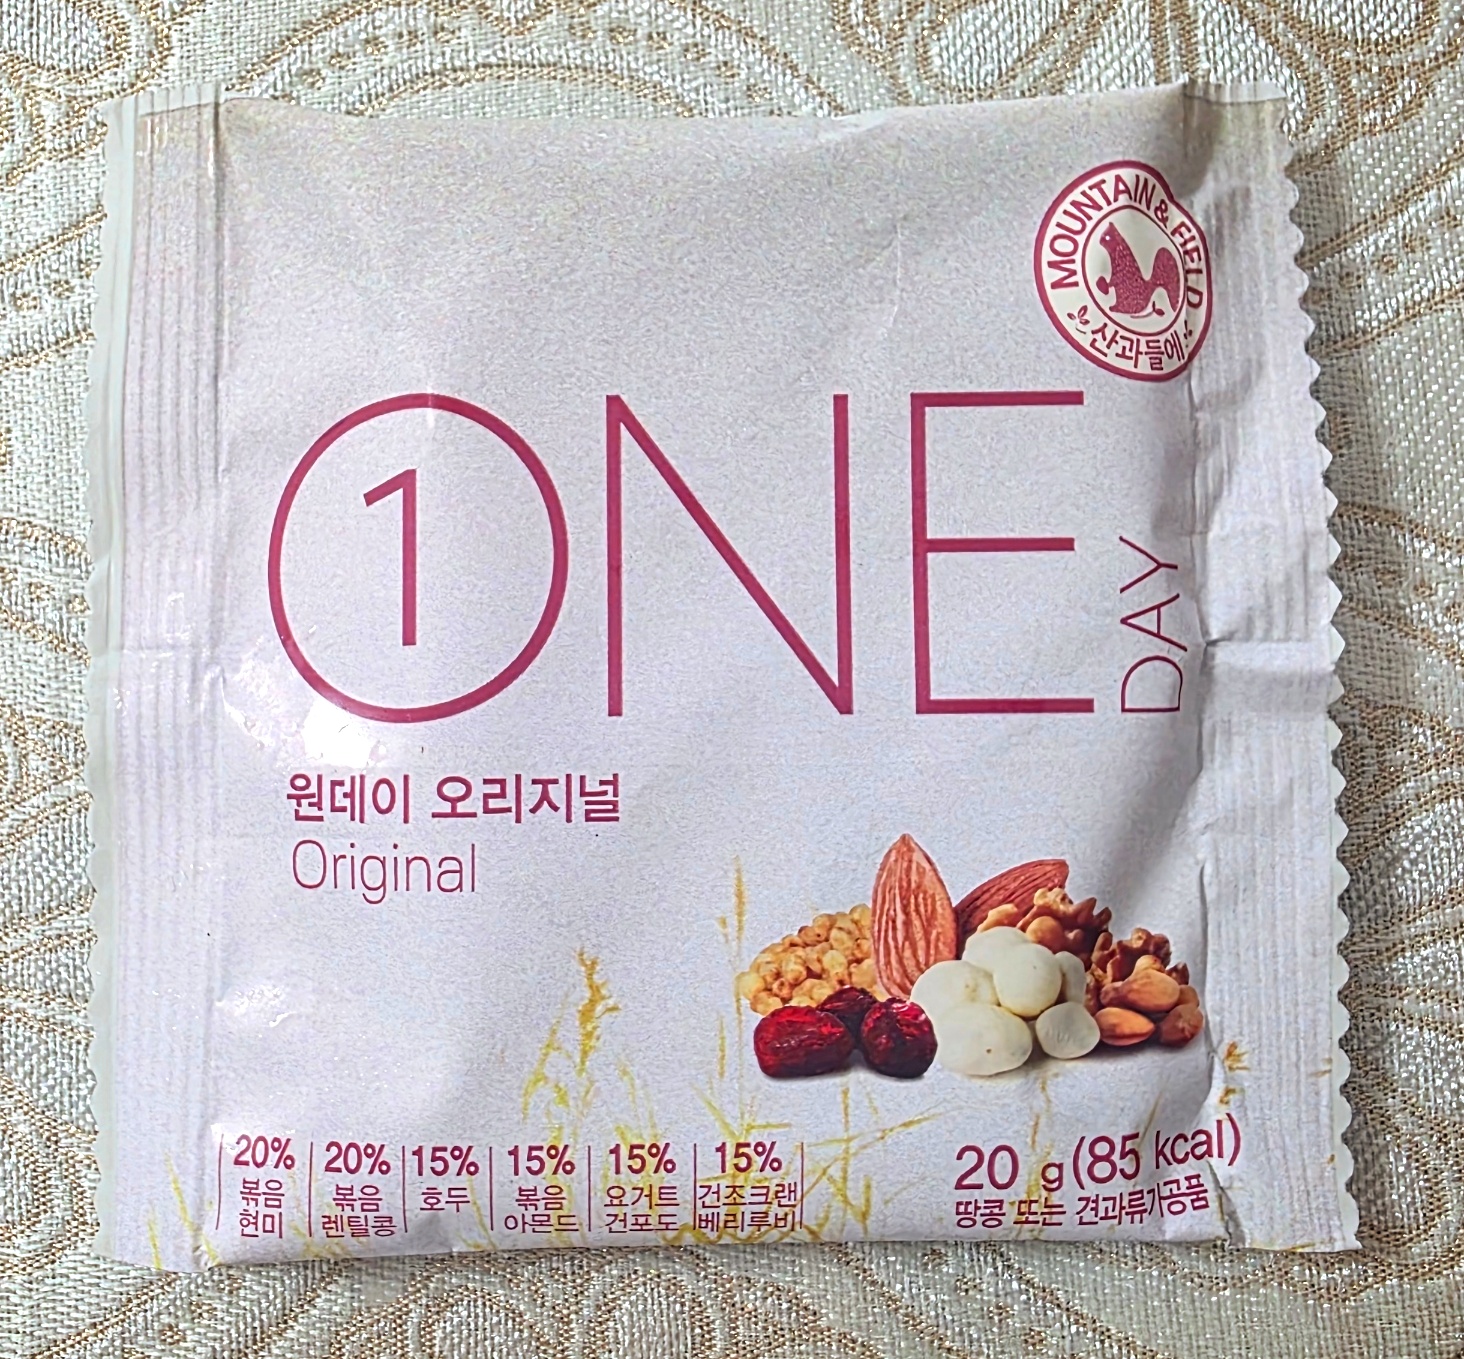 MOUNTAIN & FIELD
산과들에
1
ONE
DAY
원데이 오리지널
Original
20% 볶음 현미
20% 볶음 렌틸콩
15% 호두
15% 볶음 아몬드
15% 요거트 건포도
15% 건조크랜베리루비
20 g (85 kcal)
땅콩 또는 견과류가공품